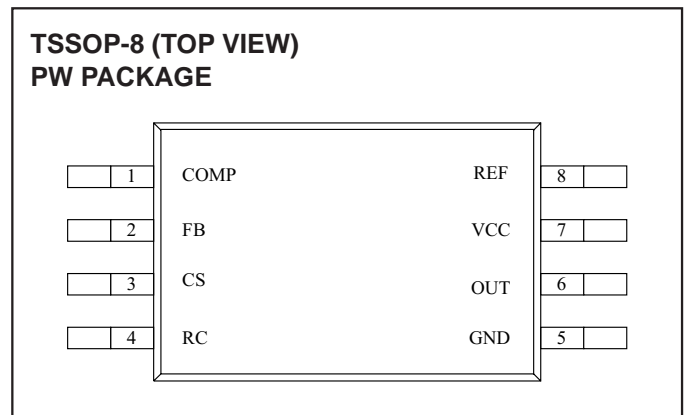 TSSOP-8 (TOP VIEW)
PW PACKAGE
1 COMP REF 8
2 FB VCC 7
3 CS OUT 6
4 RC GND 5